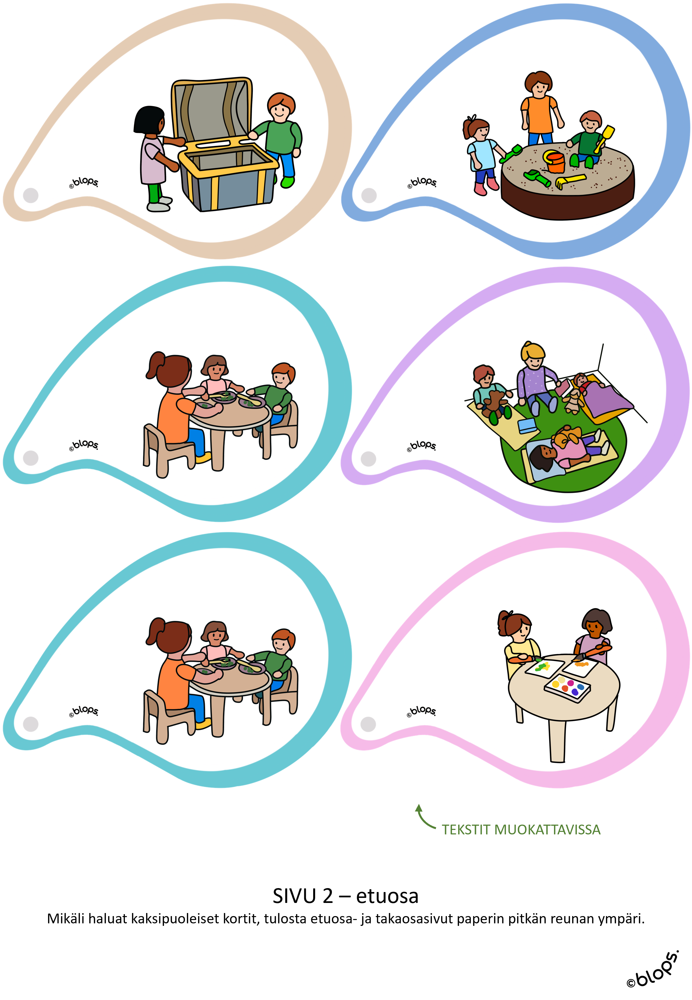 ©blops.
©blops.
©blops.
©blops.
©blops.
©blops.
TEKSTIT MUOKATTAVISSA
SIVU 2 – etuosa
Mikäli haluat kaksipuoleiset kortit, tulosta etuosa- ja takaosasivut paperin pitkän reunan ympäri.
©blops.